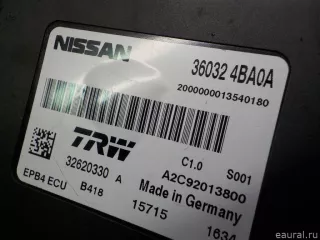 NISSAN
36032 4BA0A
2000000013540180
TRW
C1.0 S001
32620330 A
A2C92013800
EPB4 ECU B418
Made in Germany
15715 1634
eaural.ru